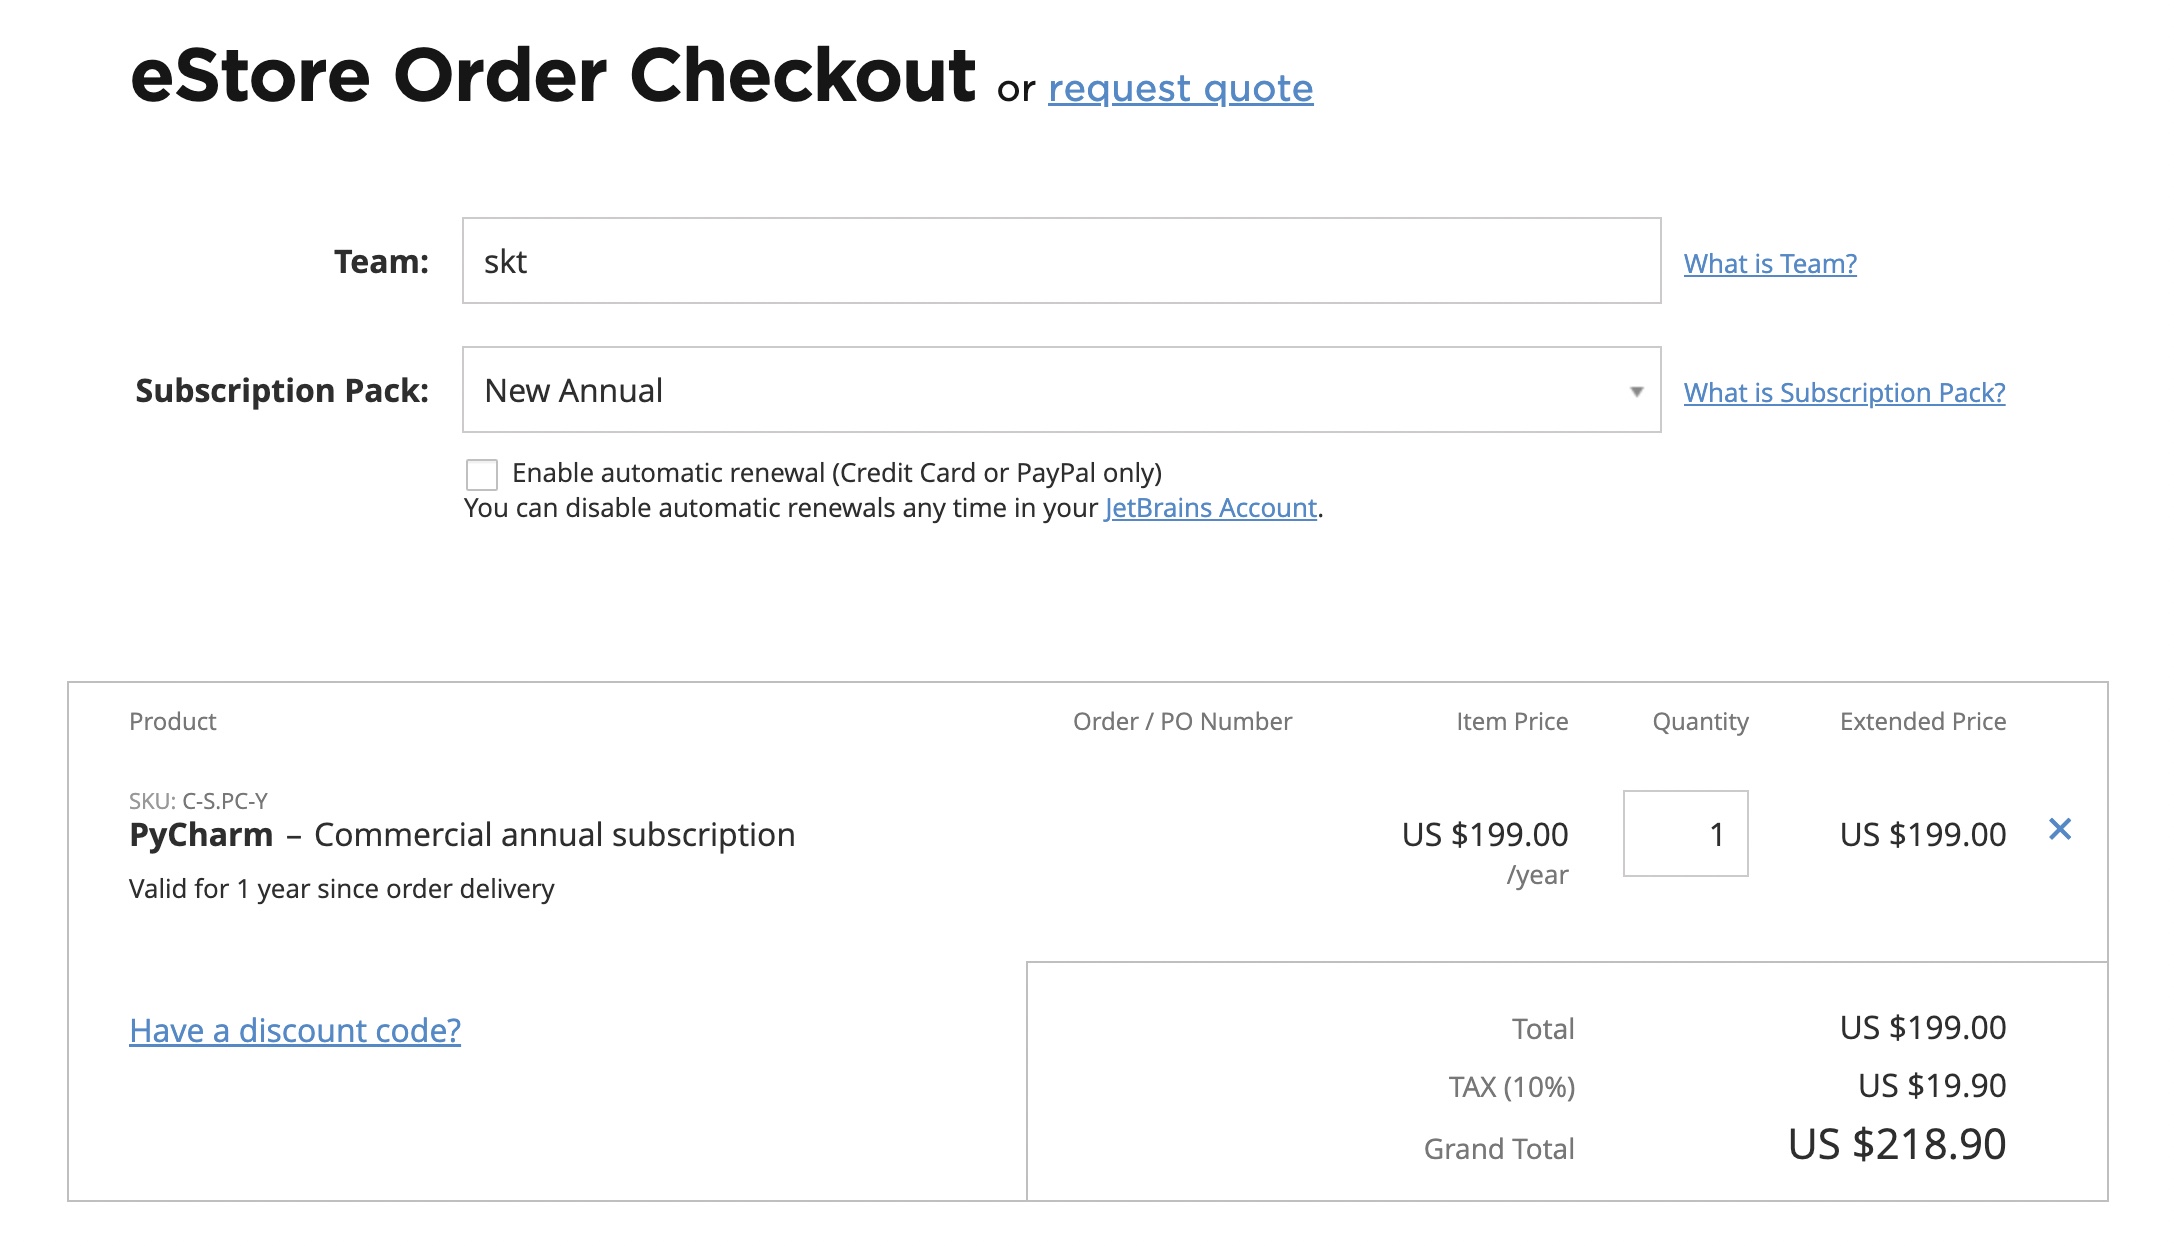 eStore Order Checkout or request quote
Team: skt What is Team?
Subscription Pack: New Annual What is Subscription Pack?
Enable automatic renewal (Credit Card or PayPal only)
You can disable automatic renewals any time in your JetBrains Account.
Product Order / PO Number Item Price Quantity Extended Price
SKU: C-S.PC-Y
PyCharm – Commercial annual subscription US $199.00 1 US $199.00
/year
Valid for 1 year since order delivery
Have a discount code?
Total US $199.00
TAX (10%) US $19.90
Grand Total US $218.90